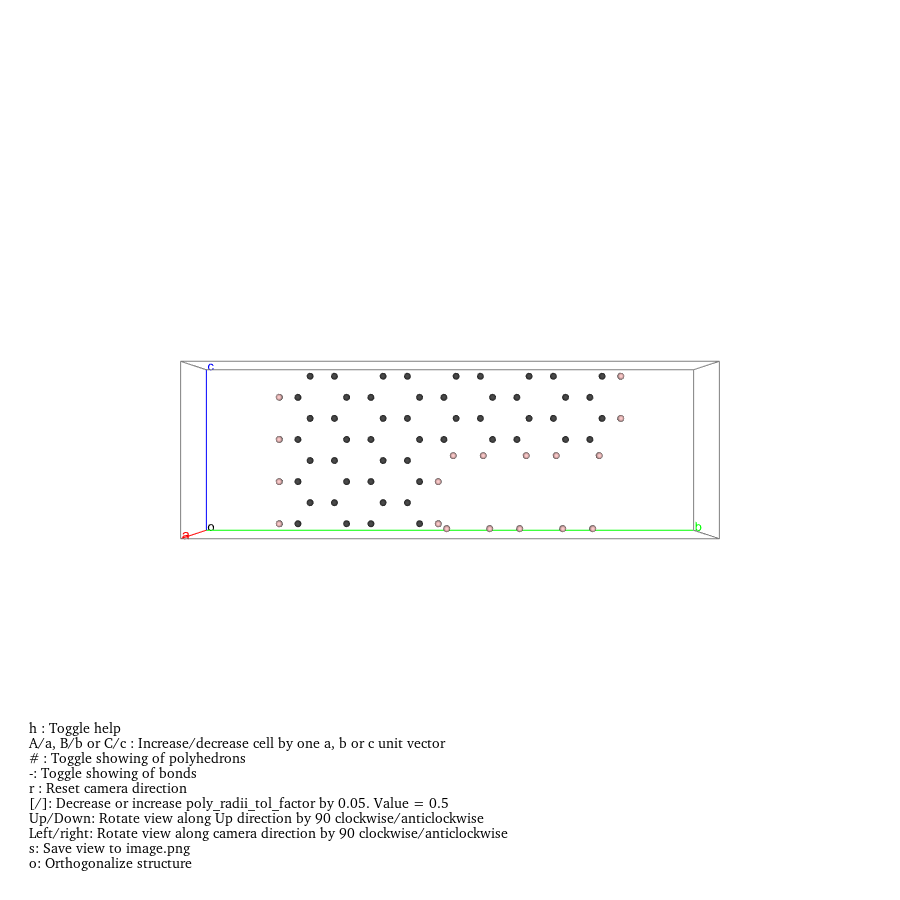 c
o
a
b
h : Toggle help
A/a, B/b or C/c : Increase/decrease cell by one a, b or c unit vector
# : Toggle showing of polyhedrons
-: Toggle showing of bonds
r : Reset camera direction
[/]: Decrease or increase poly_radii_tol_factor by 0.05. Value = 0.5
Up/Down: Rotate view along Up direction by 90 clockwise/anticlockwise
Left/right: Rotate view along camera direction by 90 clockwise/anticlockwise
s: Save view to image.png
o: Orthogonalize structure